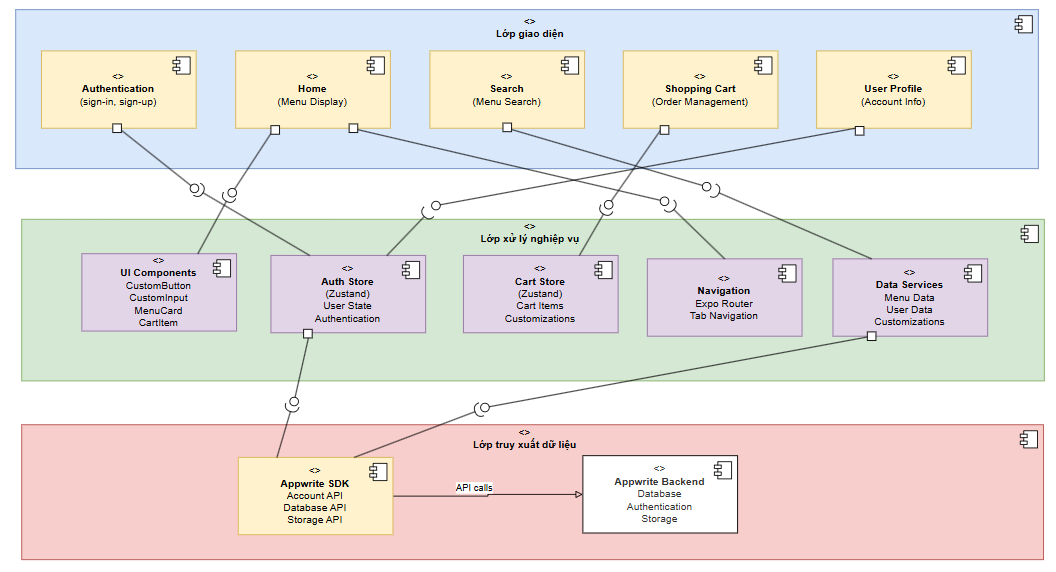 <>
Lớp giao diện
<>
Authentication
(sign-in, sign-up)
<>
Home
(Menu Display)
<>
Search
(Menu Search)
<>
Shopping Cart
(Order Management)
<>
User Profile
(Account Info)
<>
Lớp xử lý nghiệp vụ
<>
UI Components
CustomButton
CustomInput
MenuCard
CartItem
<>
Auth Store
(Zustand)
User State
Authentication
<>
Cart Store
(Zustand)
Cart Items
Customizations
<>
Navigation
Expo Router
Tab Navigation
<>
Data Services
Menu Data
User Data
Customizations
<>
Lớp truy xuất dữ liệu
<>
Appwrite SDK
Account API
Database API
Storage API
API calls
<>
Appwrite Backend
Database
Authentication
Storage